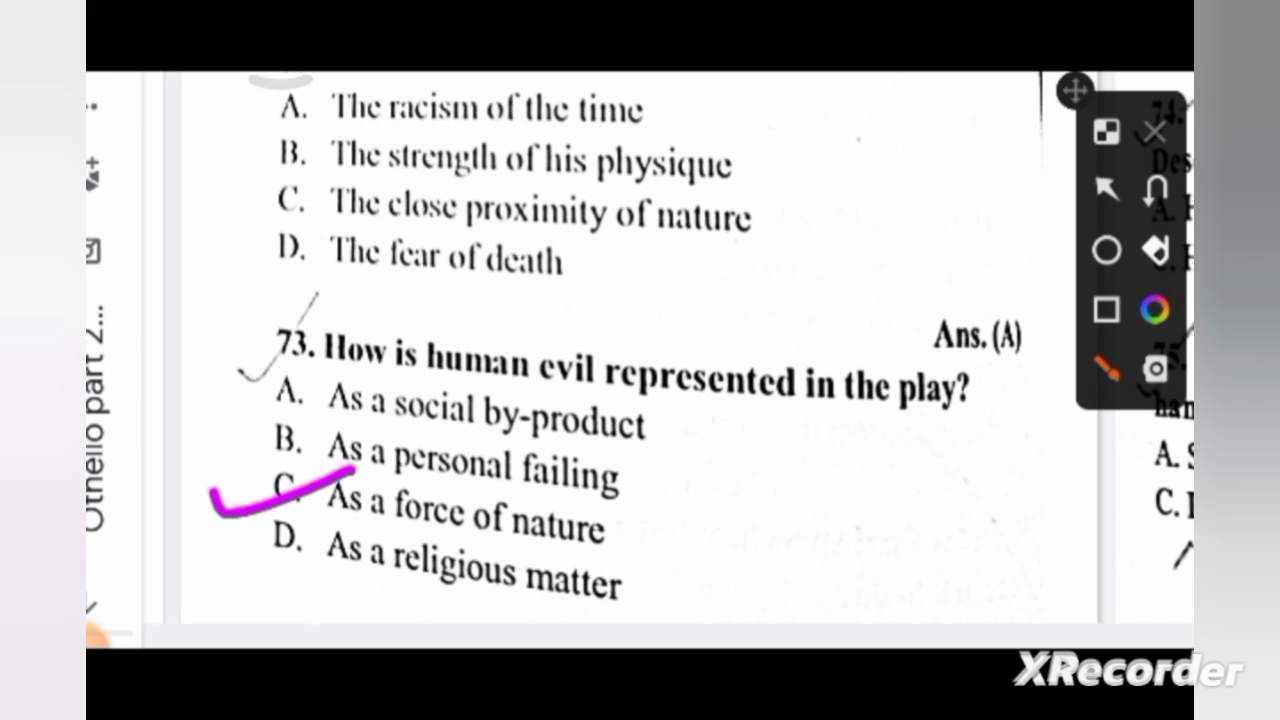 A. The racism of the time
B. The strength of his physique
C. The close proximity of nature
D. The fear of death
Ans. (A)
73. How is human evil represented in the play?
A. As a social by-product
B. As a personal failing
C. As a force of nature
D. As a religious matter
Othello part 2...
74.
A.
75.
A. S
C.
XRecorder